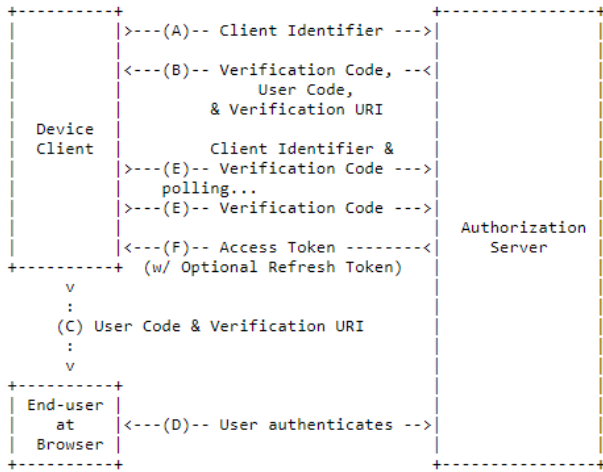 +----------+                                +----------------+
|          |>---(A)-- Client Identifier --->|                |
|          |                                |                |
|          |<---(B)-- Verification Code, --<|                |
|          |              User Code,        |                |
|          |         & Verification URI     |                |
|  Device  |                                |                |
|  Client  |         Client Identifier &    |                |
|          |>---(E)-- Verification Code --->|                |
|          |    polling...                  |                |
|          |>---(E)-- Verification Code --->|                |
|          |                                |  Authorization |
|          |<---(F)-- Access Token --------<|     Server     |
+----------+  (w/ Optional Refresh Token)   |                |
      v                                     |                |
      :                                     |                |
     (C) User Code & Verification URI       |                |
      :                                     |                |
      v                                     |                |
+----------+                                |                |
| End-user |                                |                |
|    at    |<---(D)-- User authenticates -->|                |
|  Browser |                                |                |
+----------+                                +----------------+